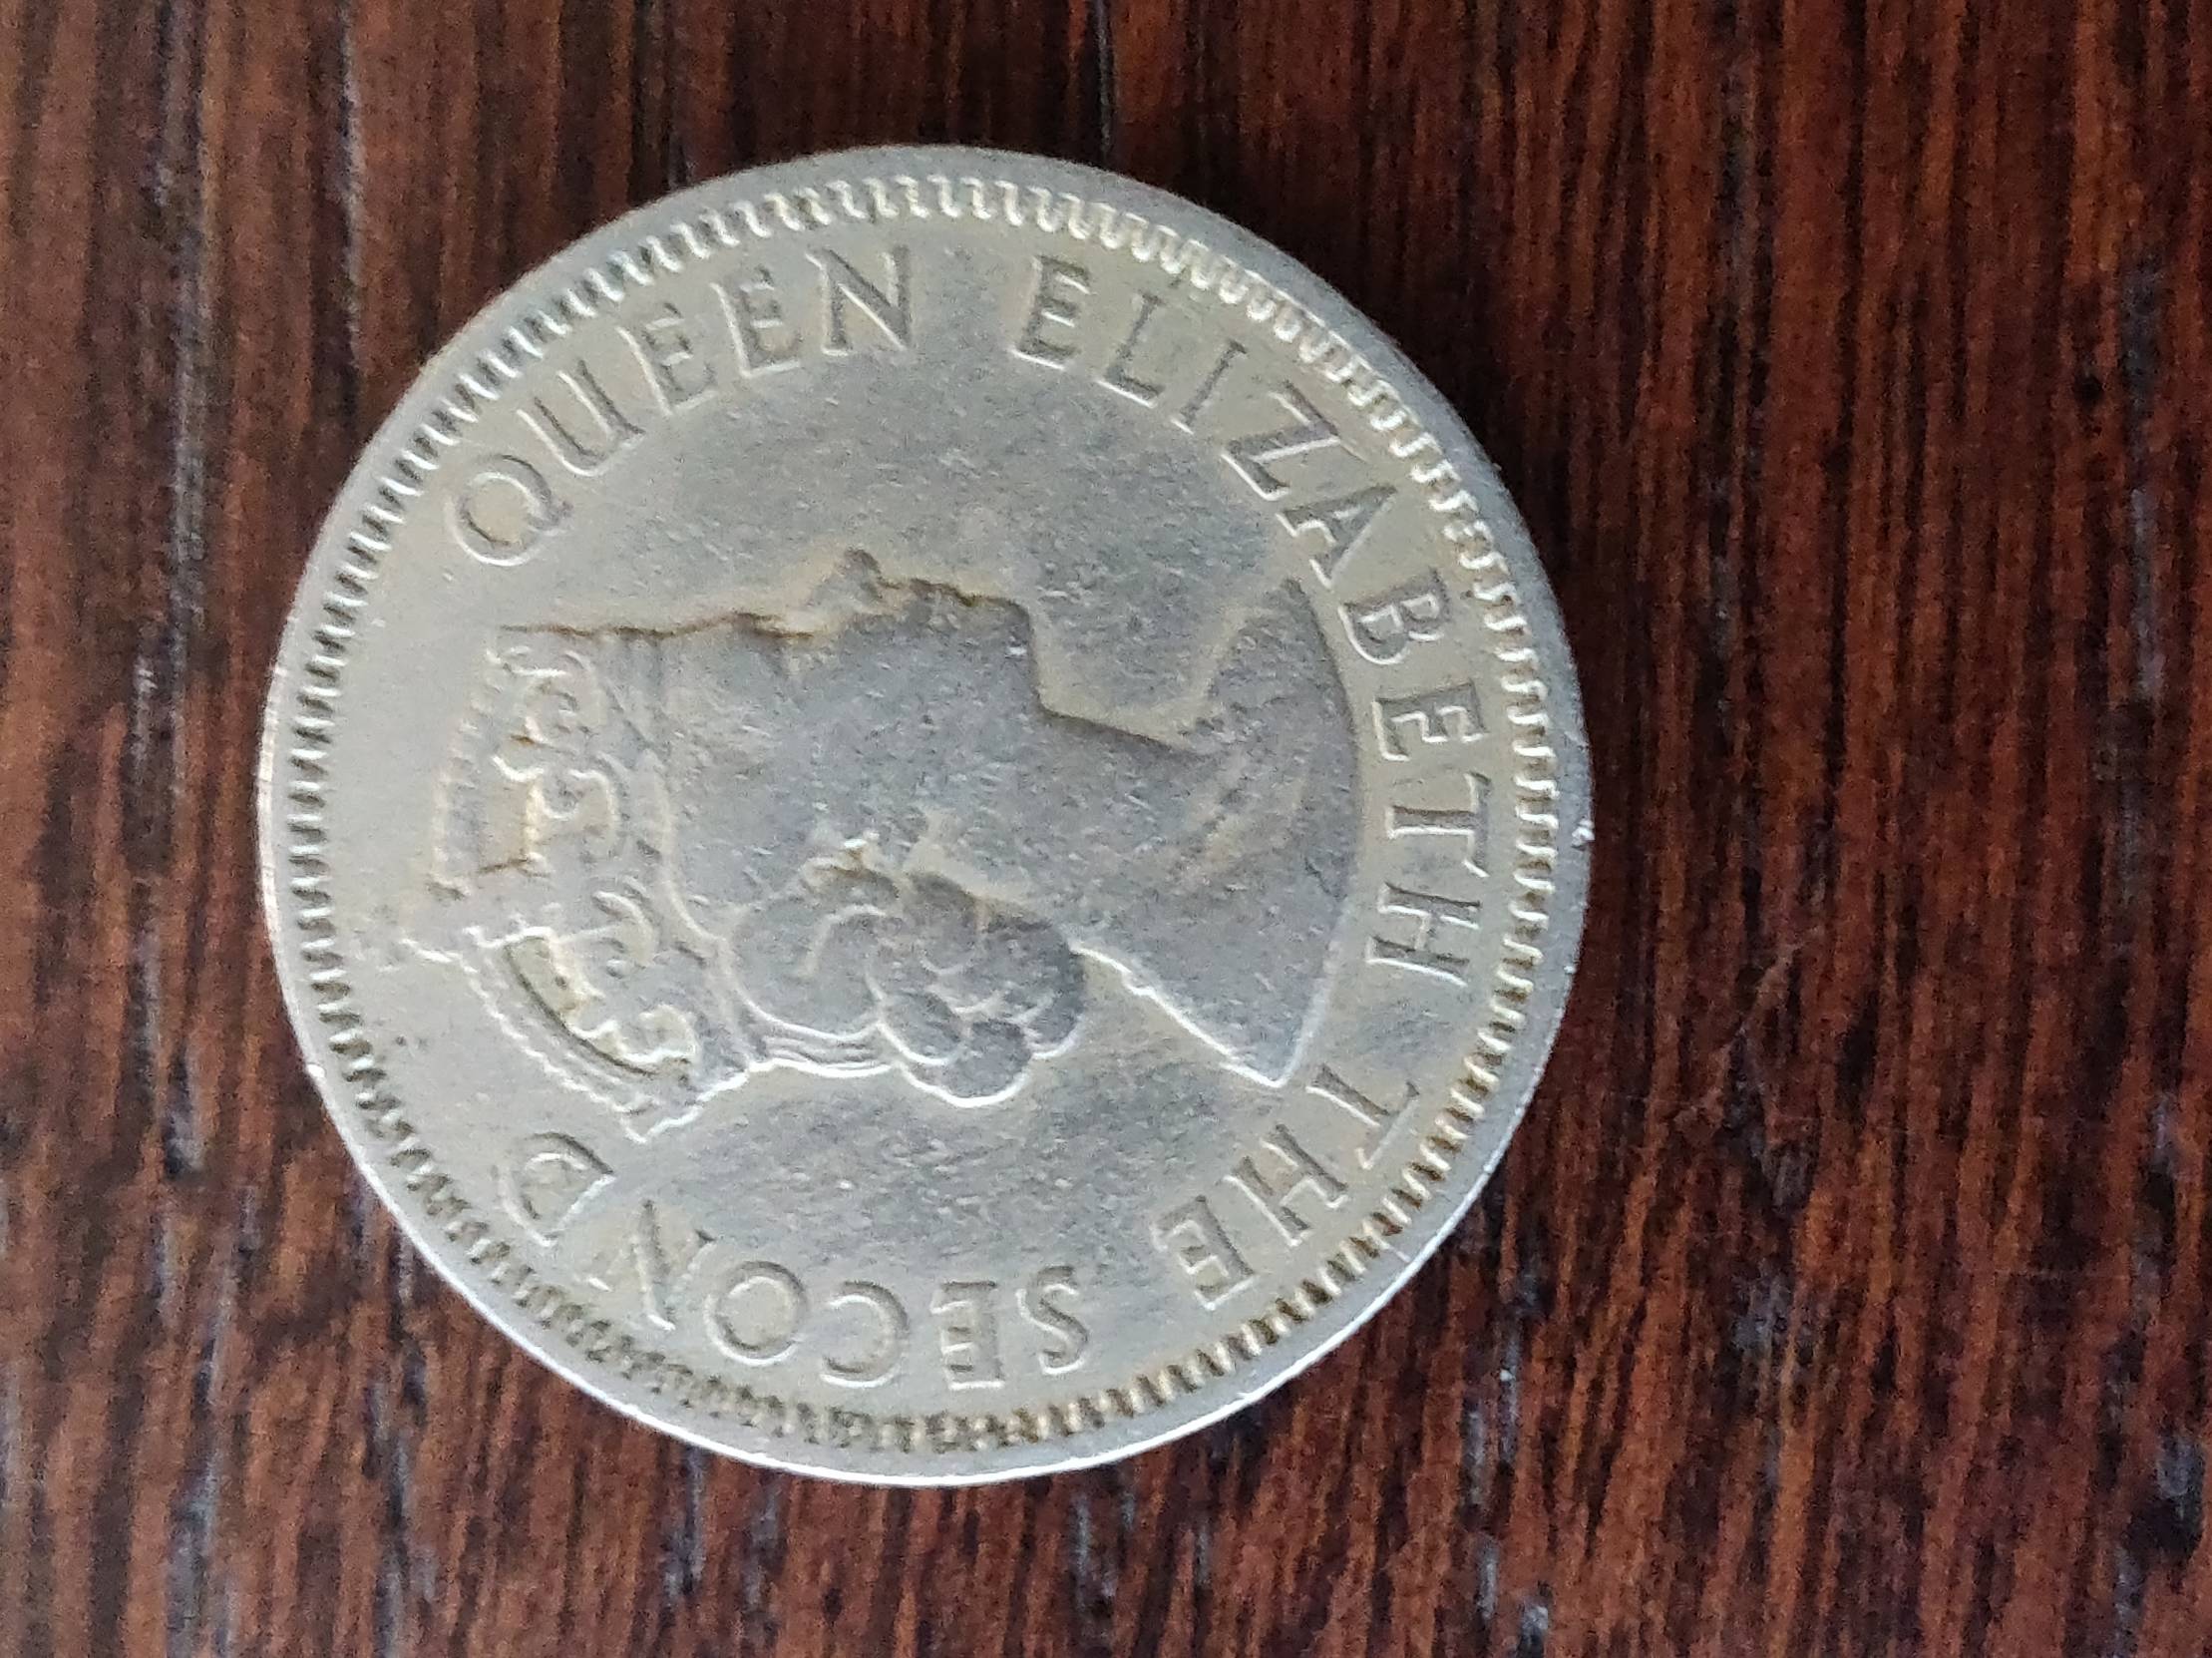 QUEEN ELIZABETH THE SECOND